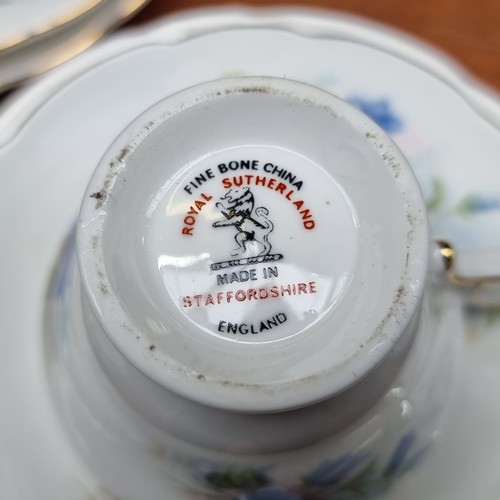 FINE BONE CHINA
ROYAL SUTHERLAND
MADE IN
STAFFORDSHIRE
ENGLAND